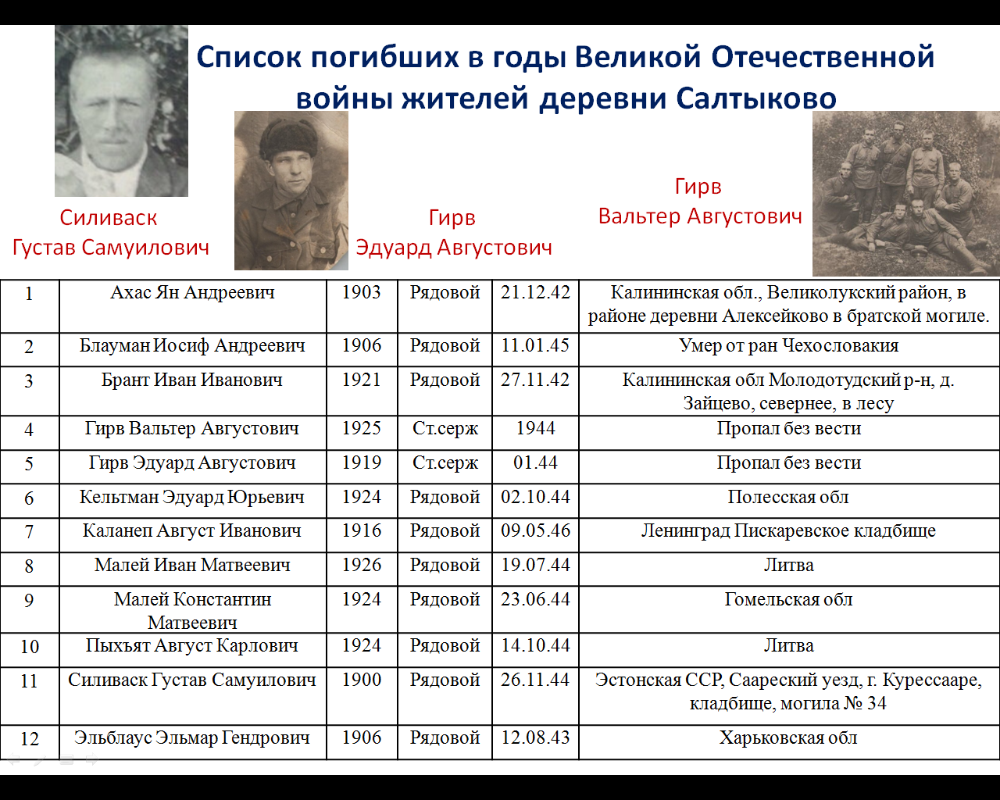 Список погибших в годы Великой Отечественной
войны жителей деревни Салтыково
Силиваск
Густав Самуилович
Гирв
Эдуард Августович
Гирв
Вальтер Августович
1 Ахас Ян Андреевич 1903 Рядовой 21.12.42 Калининская обл., Великолукский район, в
районе деревни Алексейково в братской могиле.
2 Блауман Иосиф Андреевич 1906 Рядовой 11.01.45 Умер от ран Чехословакия
3 Брант Иван Иванович 1921 Рядовой 27.11.42 Калининская обл Молодотудский р-н, д.
Зайцево, севернее, в лесу
4 Гирв Вальтер Августович 1925 Ст.серж 1944 Пропал без вести
5 Гирв Эдуард Августович 1919 Ст.серж 01.44 Пропал без вести
6 Кельтман Эдуард Юрьевич 1924 Рядовой 02.10.44 Полесская обл
7 Каланеп Август Иванович 1916 Рядовой 09.05.46 Ленинград Пискаревское кладбище
8 Малей Иван Матвеевич 1926 Рядовой 19.07.44 Литва
9 Малей Константин 1924 Рядовой 23.06.44 Гомельская обл
Матвеевич
10 Пыхъят Август Карлович 1924 Рядовой 14.10.44 Литва
11 Силиваск Густав Самуилович 1900 Рядовой 26.11.44 Эстонская ССР, Саареский уезд, г. Курессааре,
кладбище, могила № 34
12 Эльблаус Эльмар Гендрович 1906 Рядовой 12.08.43 Харьковская обл